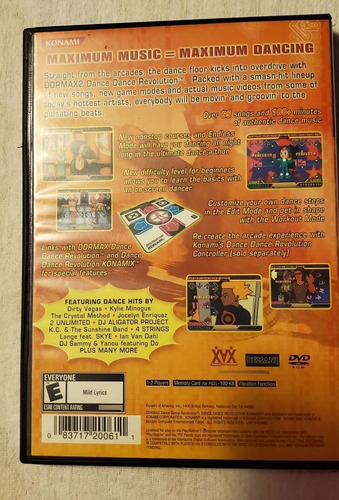 KONAMI
MAXIMUM MUSIC = MAXIMUM DANCING
Straight from the arcades, the dance floor kicks into overdrive with
DDRMAX2 Dance Dance Revolution™. Packed with a smash-hit lineup
of new songs, new game modes and actual music videos from some of
today's hottest artists, everybody will be movin' and groovin' to the
pulsating beats.
Over songs and minutes
of authentic dance music
New nonstop courses and Endless
Mode will have you dancing all night
long in the ultimate dance-a-thon
New difficulty level for beginners
allows you to learn the basics with
an on screen dancer
Customize your own dance steps
in the Edit Mode and get in shape
with the Workout Mode
Re-create the arcade experience with
Konami's Dance Dance Revolution
Controller (sold separately)
Links with DDRMAX Dance
Dance Revolution™ and Dance
Dance Revolution KONAMIX™
for special features
FEATURING DANCE HITS BY
Dirty Vegas • Kylie Minogue
The Crystal Method • Jocelyn Enriquez
2 UNLIMITED • DJ ALIGATOR PROJECT
K.C. & The Sunshine Band • 4 STRINGS
Lange feat. SKYE • Ian Van Dahl
DJ Sammy & Yanou featuring Do
PLUS MANY MORE
EVERYONE
E
Mild Lyrics
ESRB CONTENT RATING
BEMANI
DVD
1-2 Players
Memory Card (for PS2) - 100 KB
Vibration Function
0 83717 20061 1